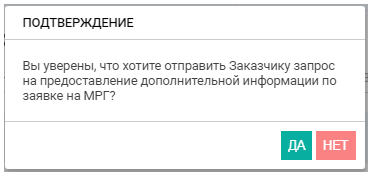 ПОДТВЕРЖДЕНИЕ
Вы уверены, что хотите отправить Заказчику запрос
на предоставление дополнительной информации по
заявке на МРГ?
ДА НЕТ